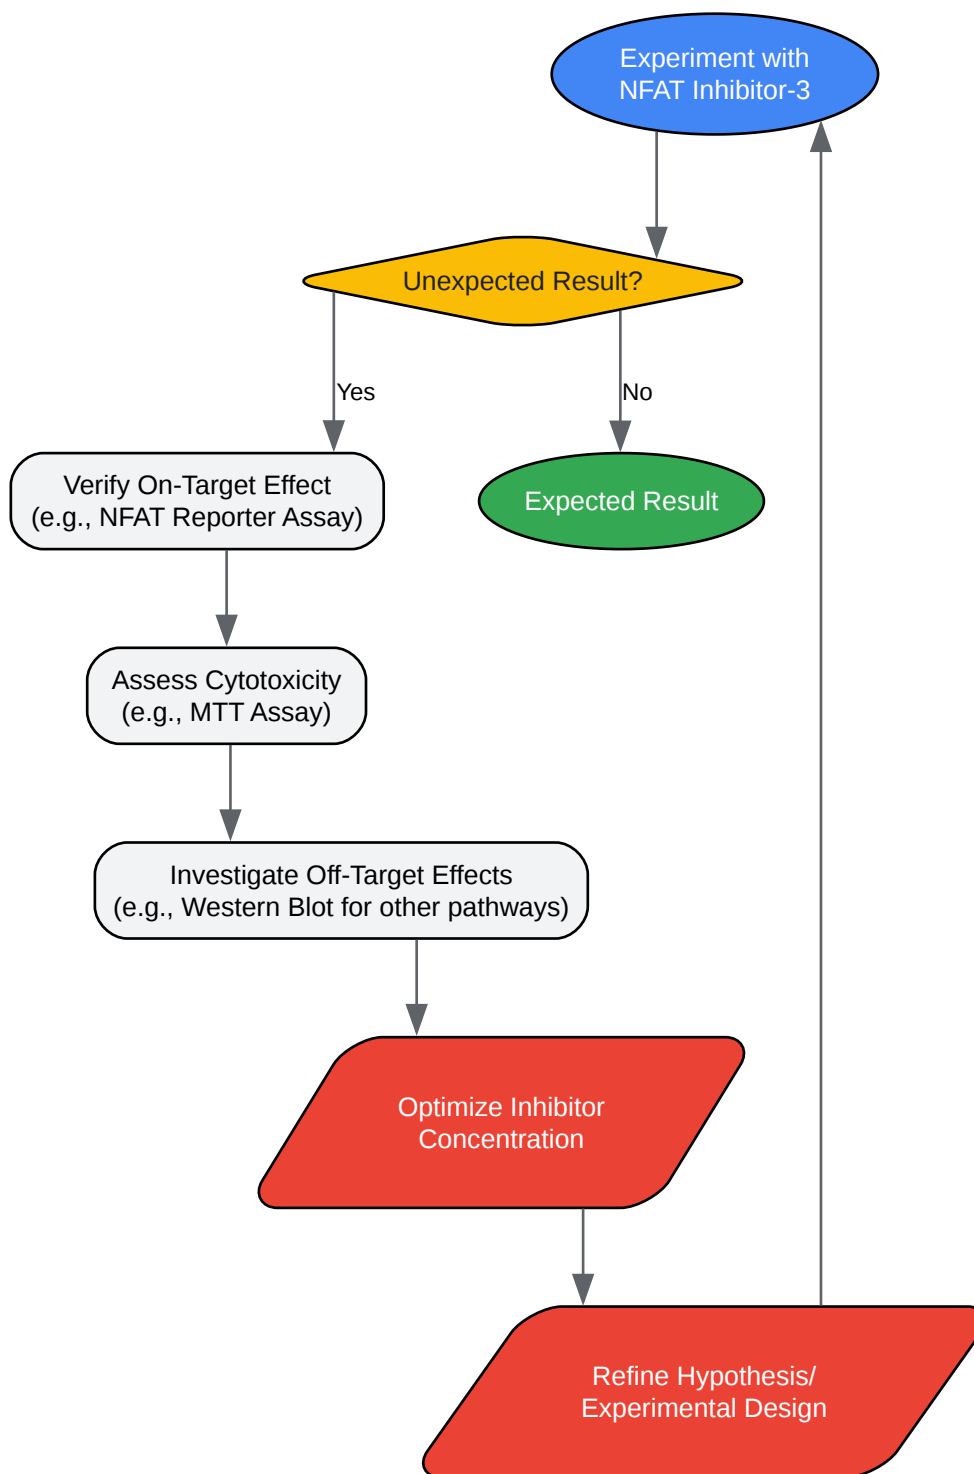 Experiment with
NFAT Inhibitor-3
Unexpected Result?
Yes
No
Verify On-Target Effect
(e.g., NFAT Reporter Assay)
Expected Result
Assess Cytotoxicity
(e.g., MTT Assay)
Investigate Off-Target Effects
(e.g., Western Blot for other pathways)
Optimize Inhibitor
Concentration
Refine Hypothesis/
Experimental Design